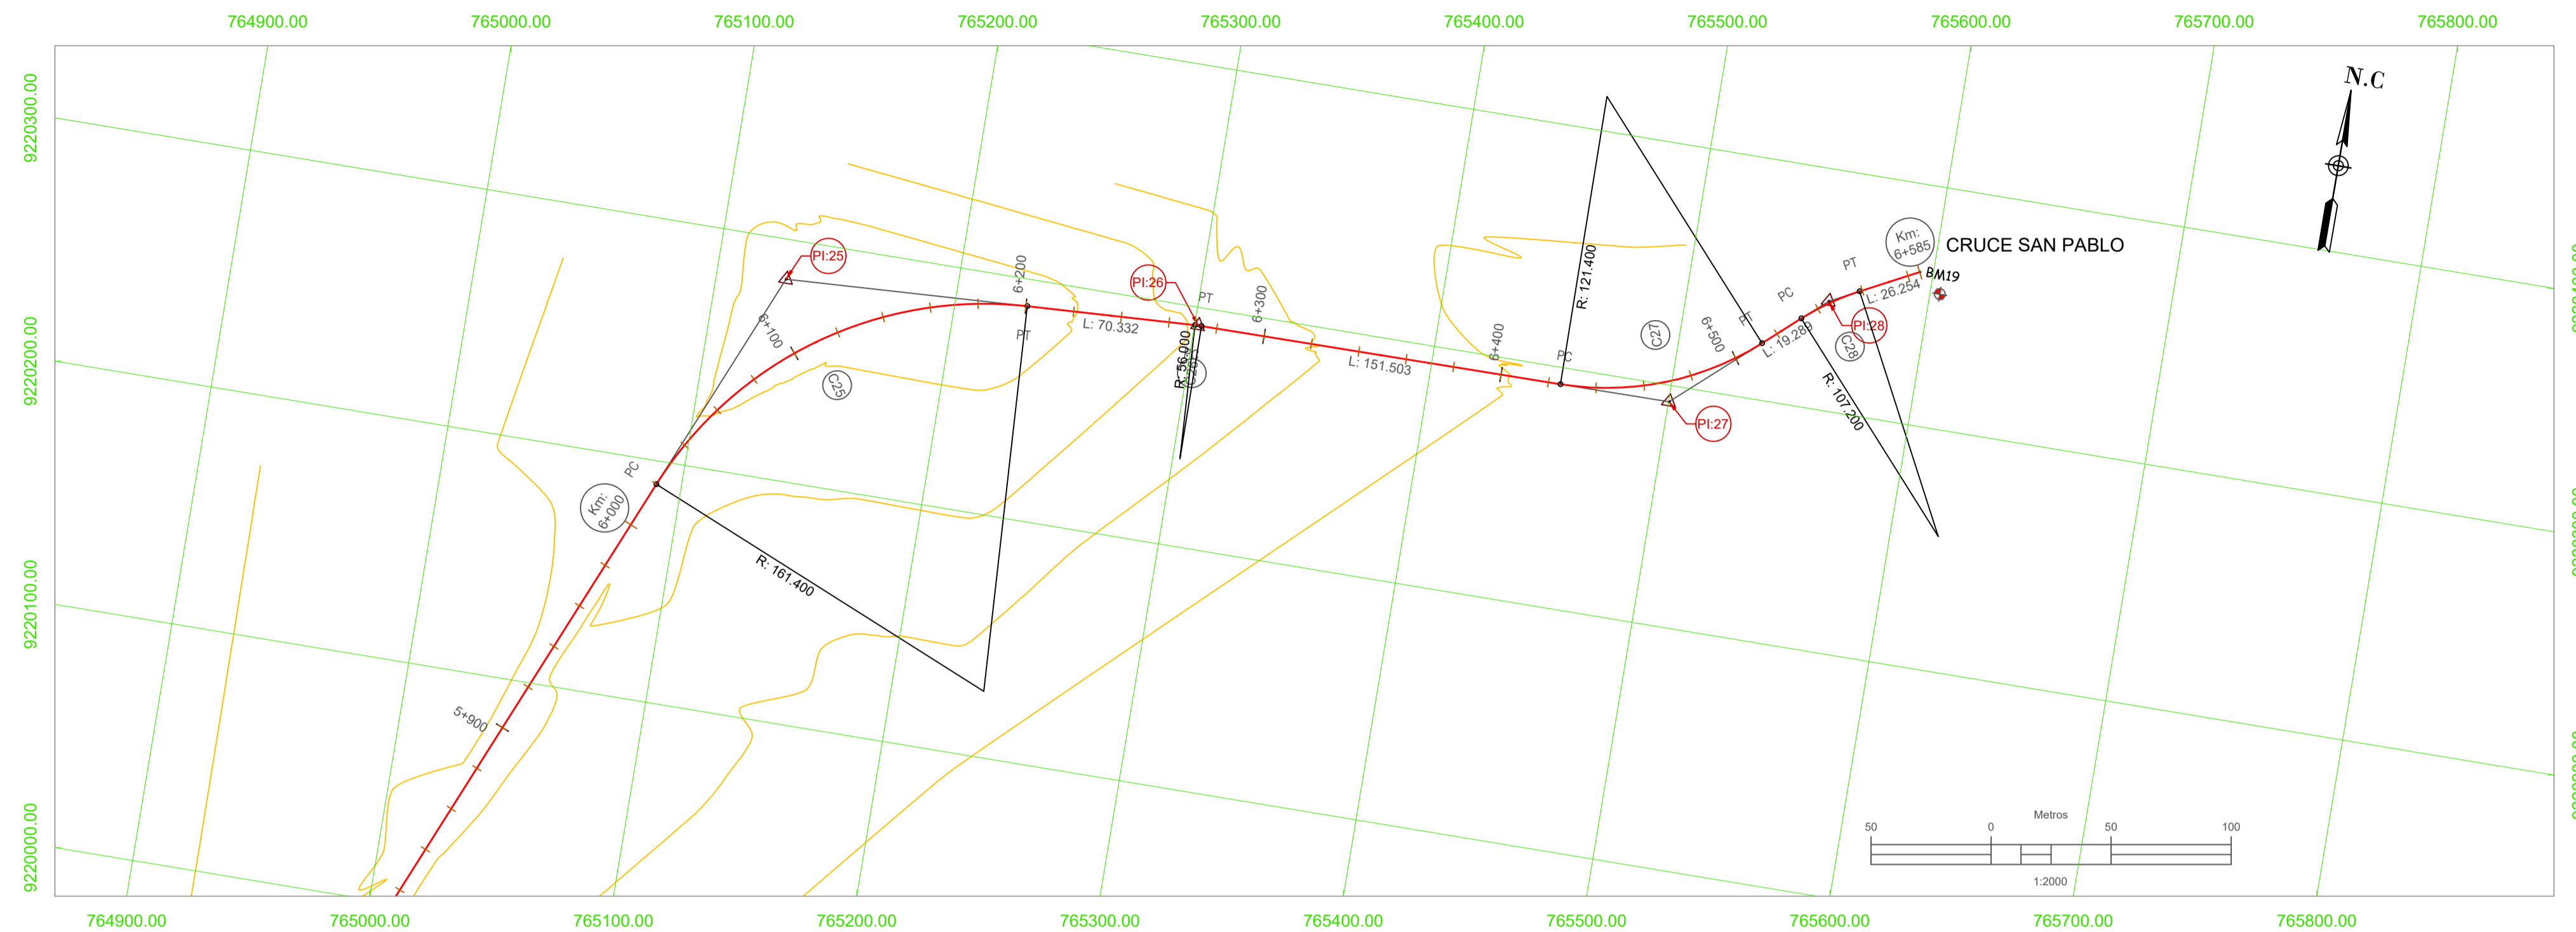 764900.00
765000.00
765100.00
765200.00
765300.00
765400.00
765500.00
765600.00
765700.00
765800.00
9220300.00
9220200.00
9220100.00
9220000.00
N.C
CRUCE SAN PABLO
Km:
6+585
BM19
PI:25
PI:26
PI:27
PI:28
6+200
6+100
PT
PC
C25
L: 70.332
PT
6+300
R: 56.000
L: 151.503
6+400
PC
R: 121.400
C27
6+500
PT
L: 19.289
PC
PT
L: 26.254
C28
R: 107.200
Km:
6+000
R: 161.400
5+900
Metros
50
0
50
100
1:2000
764900.00
765000.00
765100.00
765200.00
765300.00
765400.00
765500.00
765600.00
765700.00
765800.00